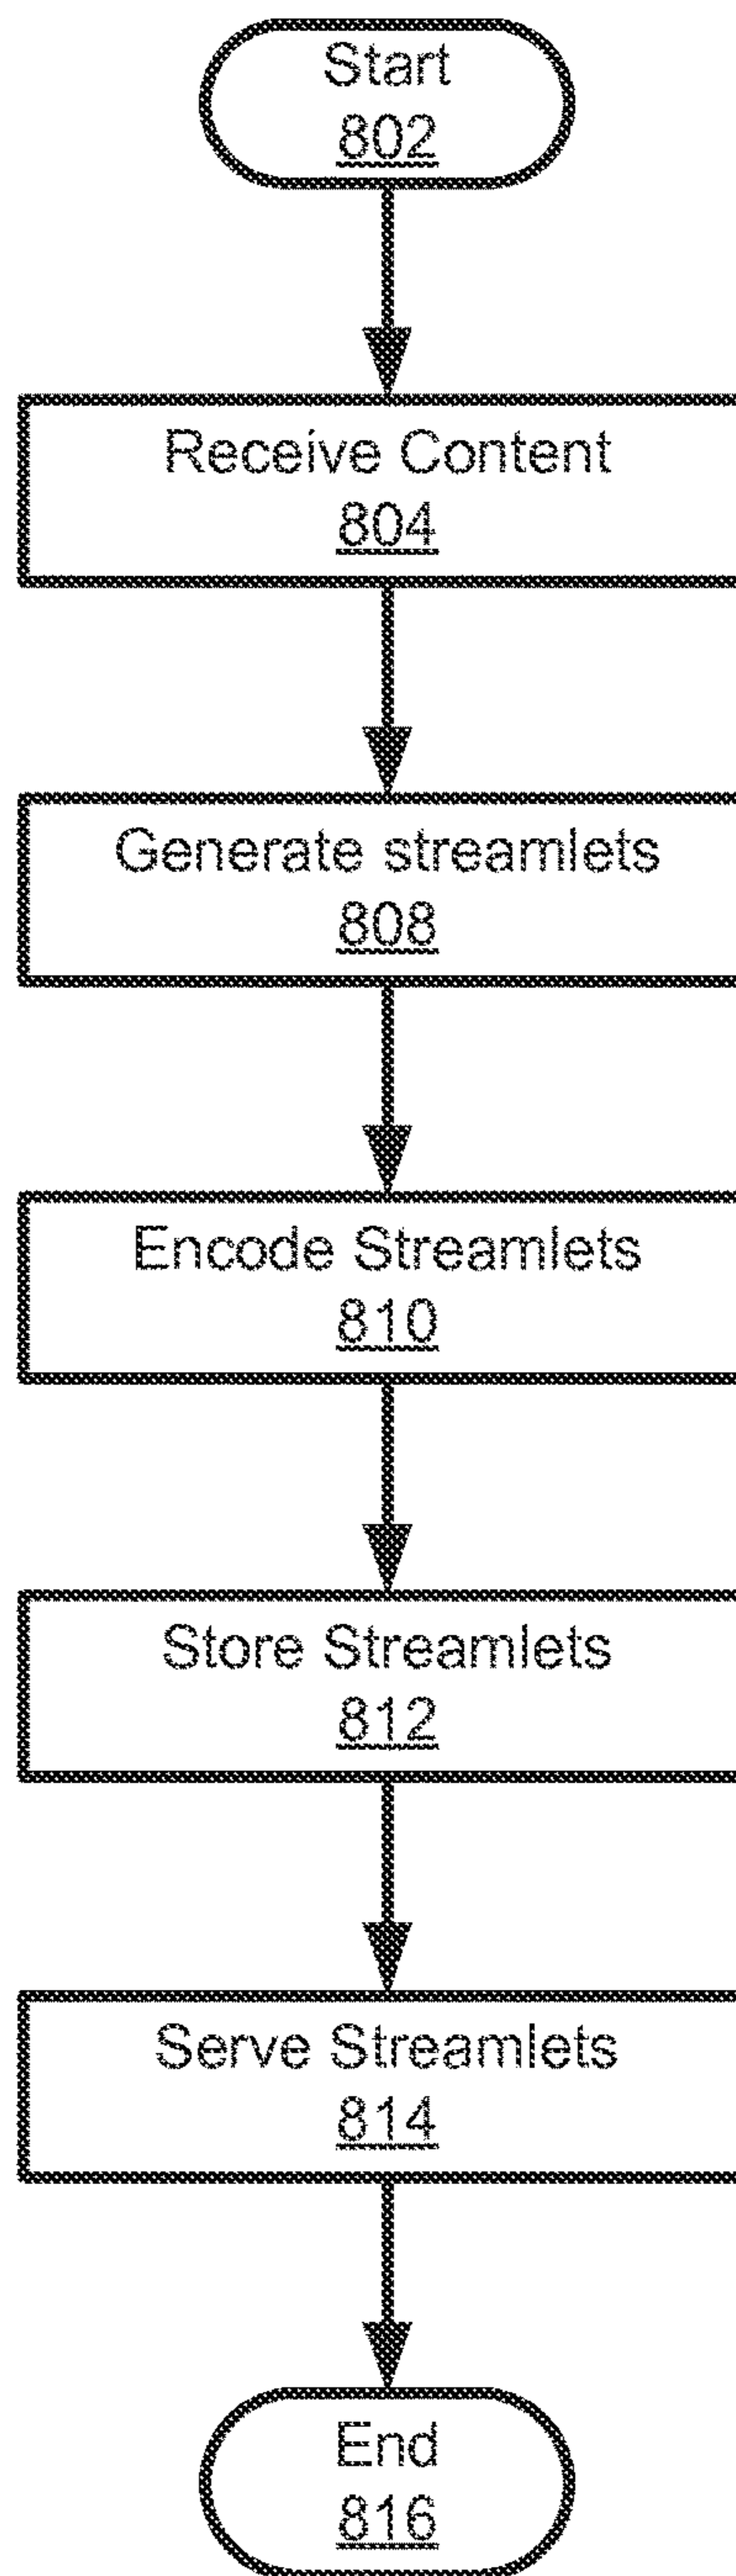 Start
802
Receive Content
804
Generate streamlets
808
Encode Streamlets
810
Store Streamlets
812
Serve Streamlets
814
End
816